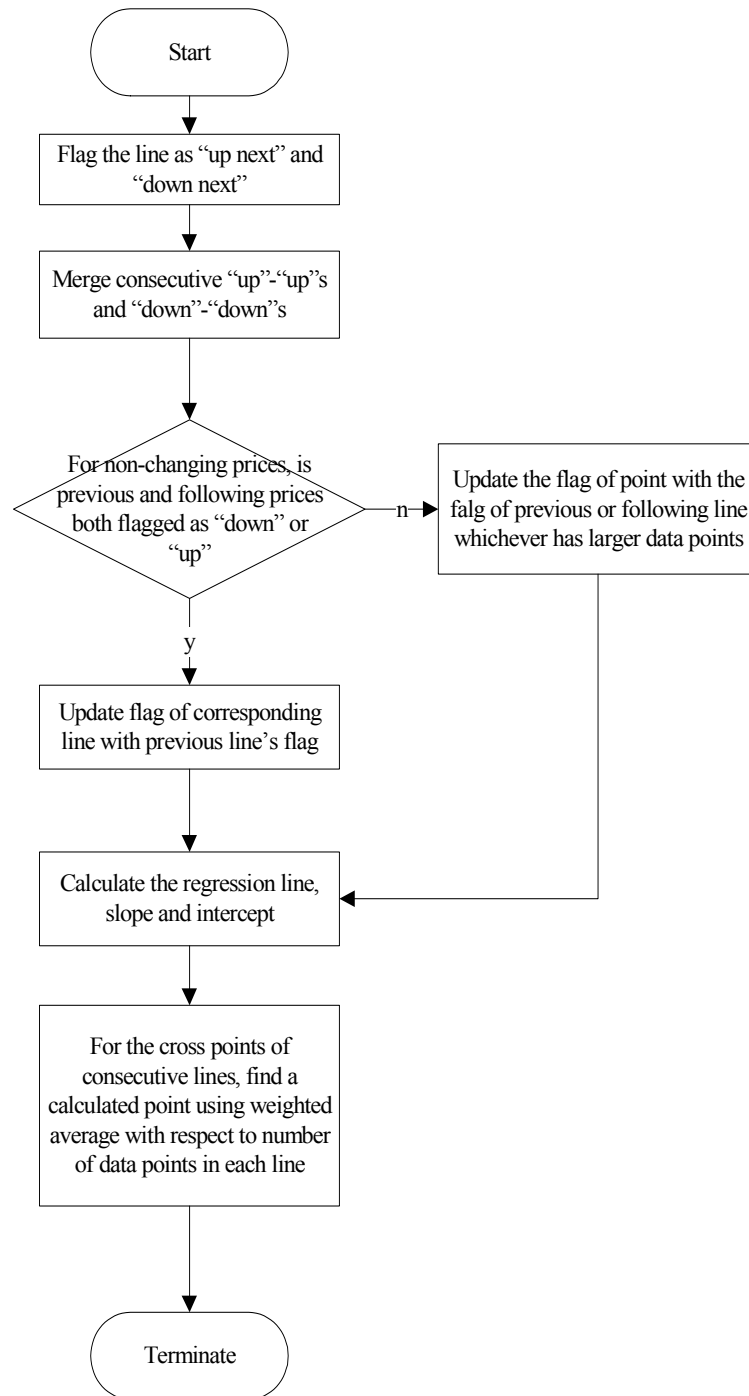 Start
Flag the line as “up next” and
“down next”
Merge consecutive “up”-“up”s
and “down”-“down”s
For non-changing prices, is
previous and following prices
both flagged as “down” or
“up”
n
Update the flag of point with the
falg of previous or following line
whichever has larger data points
y
Update flag of corresponding
line with previous line’s flag
Calculate the regression line,
slope and intercept
For the cross points of
consecutive lines, find a
calculated point using weighted
average with respect to number
of data points in each line
Terminate